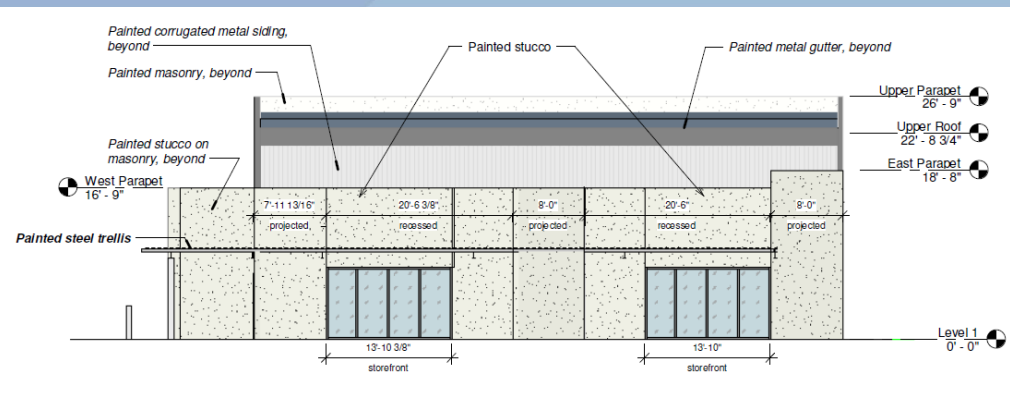 Painted corrugated metal siding,
beyond
Painted stucco
Painted metal gutter, beyond
Painted masonry, beyond
Upper Parapet
26' - 9"
Upper Roof
22' - 8 3/4"
Painted stucco on
masonry, beyond
East Parapet
18' - 8"
West Parapet
16' - 9"
7'-11 13/16"
20'-6 3/8"
8'-0"
20'-6"
8'-0"
projected,
recessed
projected
recessed
projected
Painted steel trellis
Level 1
0' - 0"
13'-10 3/8"
13'-10"
storefront
storefront